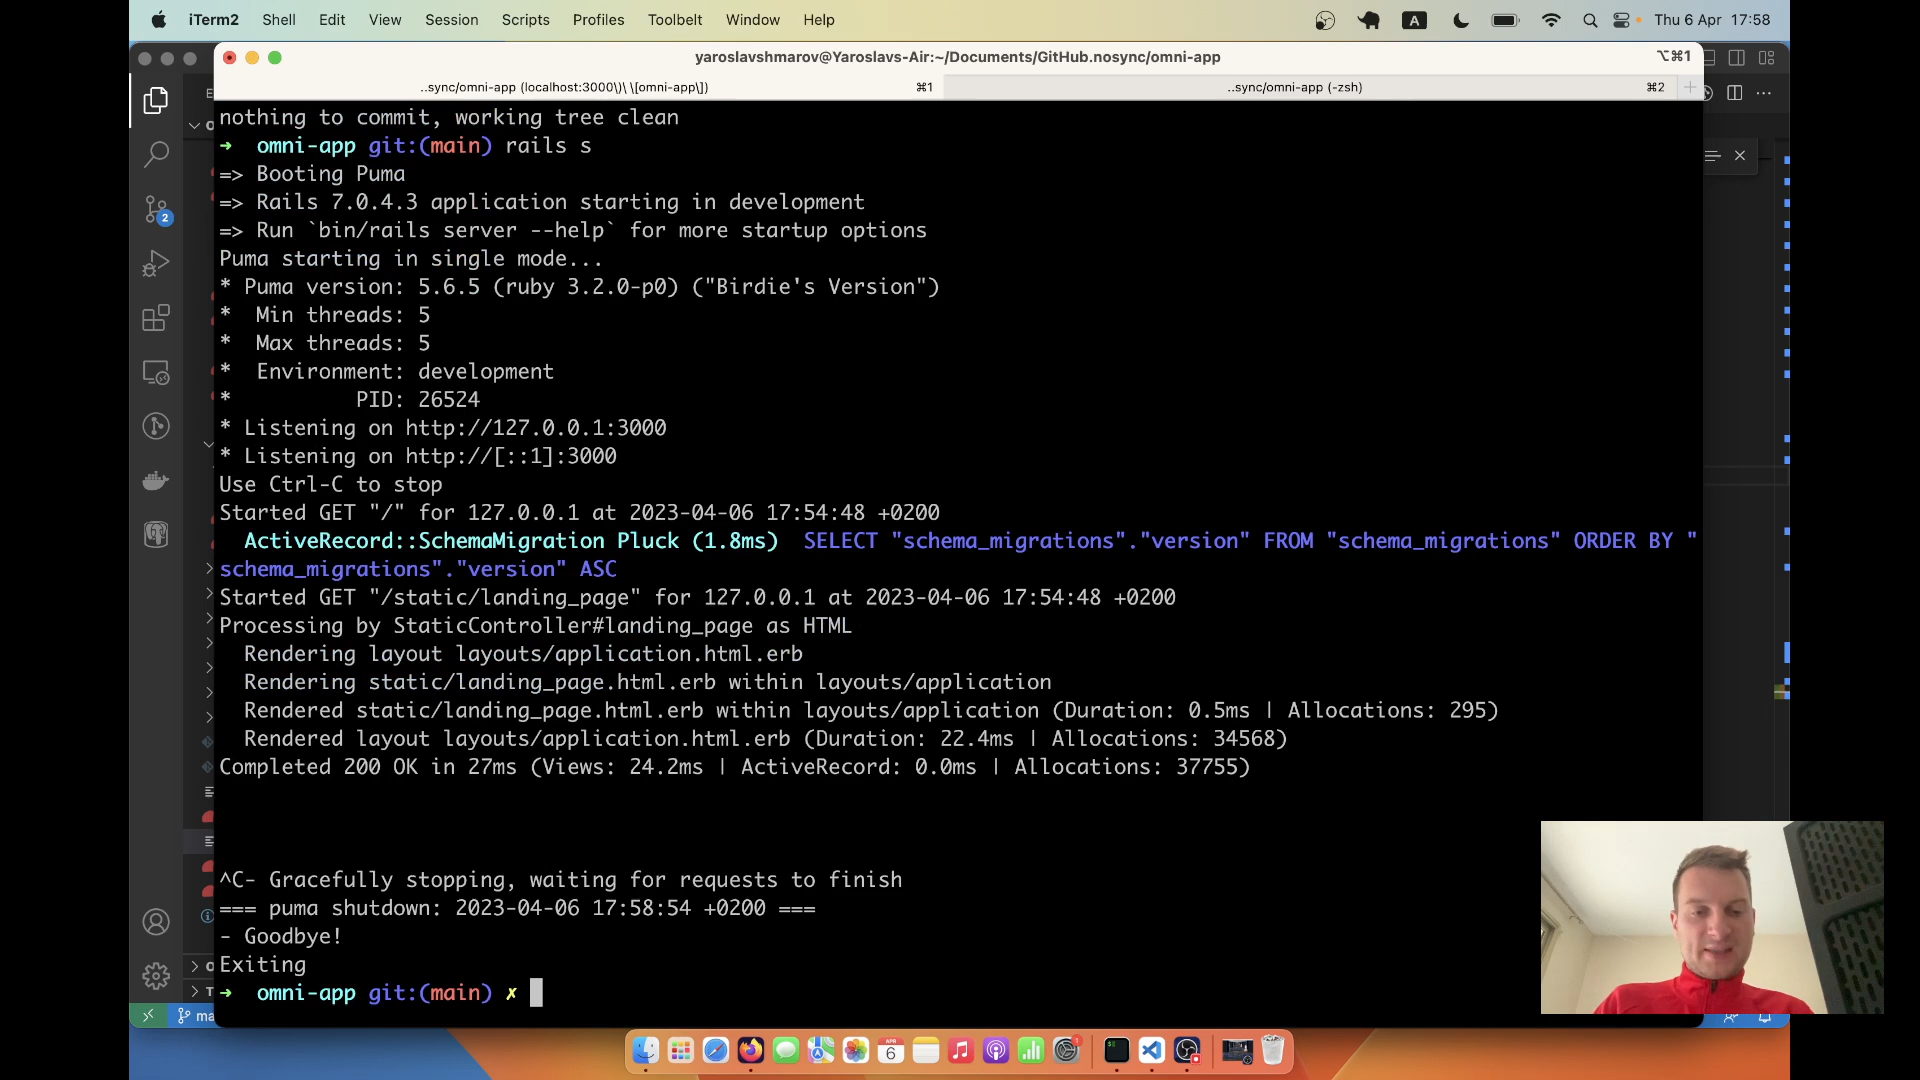 iTerm2 Shell Edit View Session Scripts Profiles Toolbelt Window Help
A
Thu 6 Apr 17:58
yaroslavshmarov@Yaroslavs-Air:~/Documents/GitHub.nosync/omni-app
⌥⌘1
..sync/omni-app (localhost:3000\)\ \[omni-app\]) ⌘1
..sync/omni-app (-zsh) ⌘2
nothing to commit, working tree clean
➜ omni-app git:(main) rails s
=> Booting Puma
=> Rails 7.0.4.3 application starting in development
=> Run `bin/rails server --help` for more startup options
Puma starting in single mode...
* Puma version: 5.6.5 (ruby 3.2.0-p0) ("Birdie's Version")
* Min threads: 5
* Max threads: 5
* Environment: development
* PID: 26524
* Listening on http://127.0.0.1:3000
* Listening on http://[::1]:3000
Use Ctrl-C to stop
Started GET "/" for 127.0.0.1 at 2023-04-06 17:54:48 +0200
ActiveRecord::SchemaMigration Pluck (1.8ms) SELECT "schema_migrations"."version" FROM "schema_migrations" ORDER BY "
schema_migrations"."version" ASC
Started GET "/static/landing_page" for 127.0.0.1 at 2023-04-06 17:54:48 +0200
Processing by StaticController#landing_page as HTML
Rendering layout layouts/application.html.erb
Rendering static/landing_page.html.erb within layouts/application
Rendered static/landing_page.html.erb within layouts/application (Duration: 0.5ms | Allocations: 295)
Rendered layout layouts/application.html.erb (Duration: 22.4ms | Allocations: 34568)
Completed 200 OK in 27ms (Views: 24.2ms | ActiveRecord: 0.0ms | Allocations: 37755)
^C- Gracefully stopping, waiting for requests to finish
=== puma shutdown: 2023-04-06 17:58:54 +0200 ===
- Goodbye!
Exiting
➜ omni-app git:(main) ✗
2
ma
APR
6